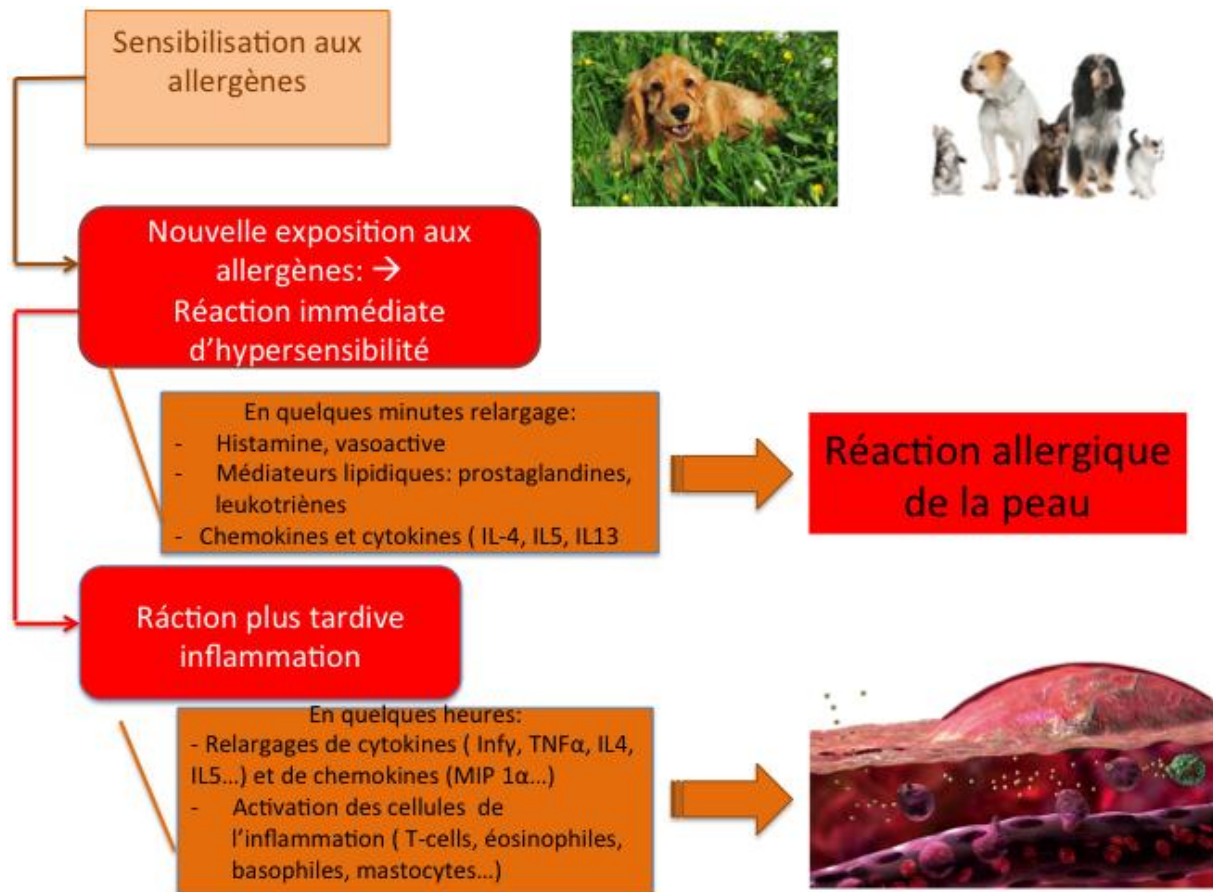 Sensibilisation aux
allergènes
Nouvelle exposition aux
allergènes: →
Réaction immédiate
d'hypersensibilité
En quelques minutes relargage:
- Histamine, vasoactive
- Médiateurs lipidiques: prostaglandines,
leukotriènes
- Chemokines et cytokines ( IL-4, IL5, IL13
Réaction allergique
de la peau
Ráction plus tardive
inflammation
En quelques heures:
- Relargages de cytokines ( Infγ, TNFα, IL4,
IL5...) et de chemokines (MIP 1α...)
- Activation des cellules de
l'inflammation ( T-cells, éosinophiles,
basophiles, mastocytes...)